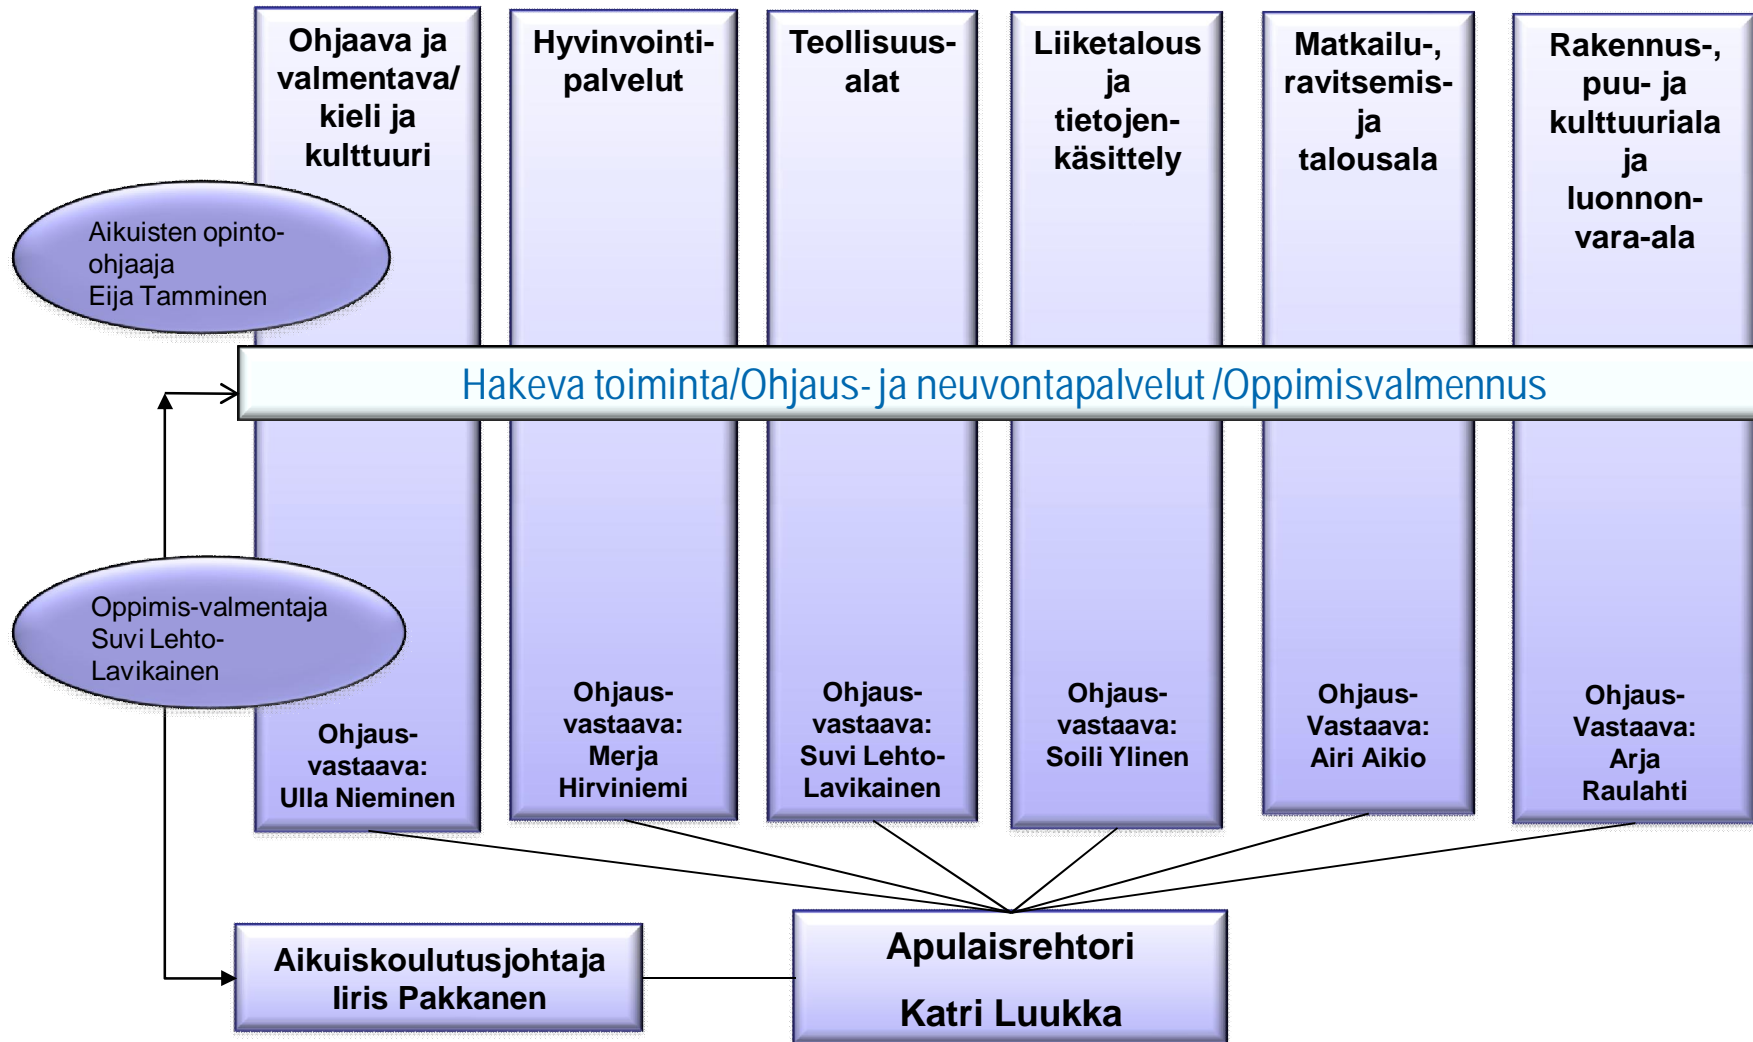 Ohjaava ja
valmentava/
kieli ja
kulttuuri
Hyvinvointi-
palvelut
Teollisuus-
alat
Liiketalous
ja
tietojen-
käsittely
Matkailu-,
ravitsemis-
ja
talousala
Rakennus-,
puu- ja
kulttuuriala
ja
luonnon-
vara-ala
Aikuisten opinto-
ohjaaja
Eija Tamminen
Hakeva toiminta/Ohjaus- ja neuvontapalvelut /Oppimisvalmennus
Oppimis-valmentaja
Suvi Lehto-
Lavikainen
Ohjaus-
vastaava:
Ulla Nieminen
Ohjaus-
vastaava:
Merja
Hirviniemi
Ohjaus-
vastaava:
Suvi Lehto-
Lavikainen
Ohjaus-
vastaava:
Soili Ylinen
Ohjaus-
Vastaava:
Airi Aikio
Ohjaus-
Vastaava:
Arja
Raulahti
Aikuiskoulutusjohtaja
Iiris Pakkanen
Apulaisrehtori
Katri Luukka